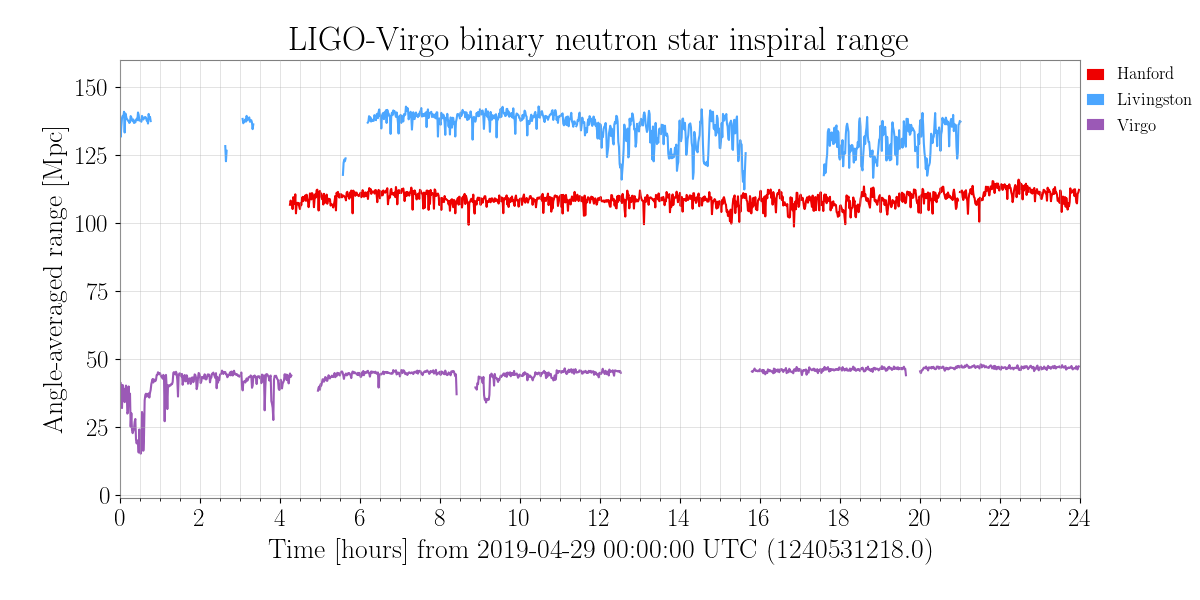 LIGO-Virgo binary neutron star inspiral range
Angle-averaged range [Mpc]
150
125
100
75
50
25
0
0 2 4 6 8 10 12 14 16 18 20 22 24
Time [hours] from 2019-04-29 00:00:00 UTC (1240531218.0)
Hanford
Livingston
Virgo